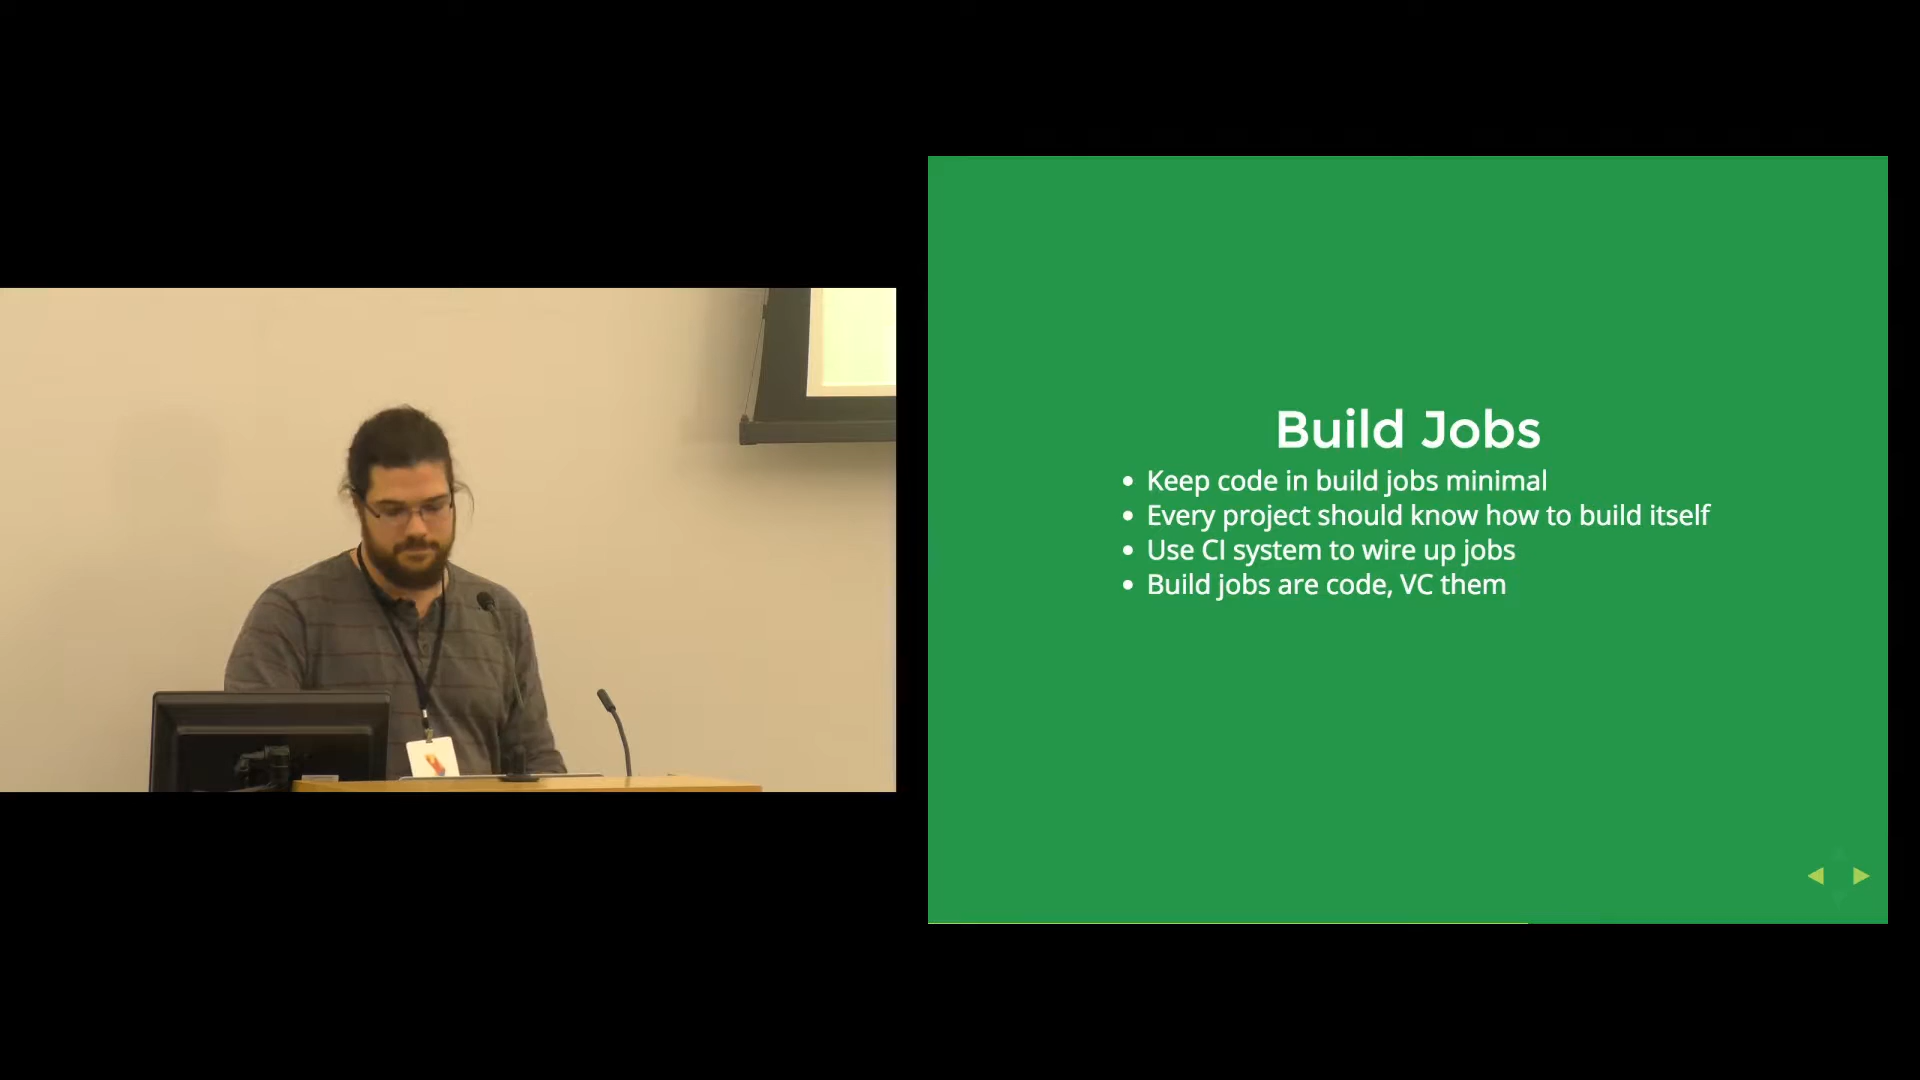 Build Jobs
Keep code in build jobs minimal
Every project should know how to build itself
Use CI system to wire up jobs
Build jobs are code, VC them